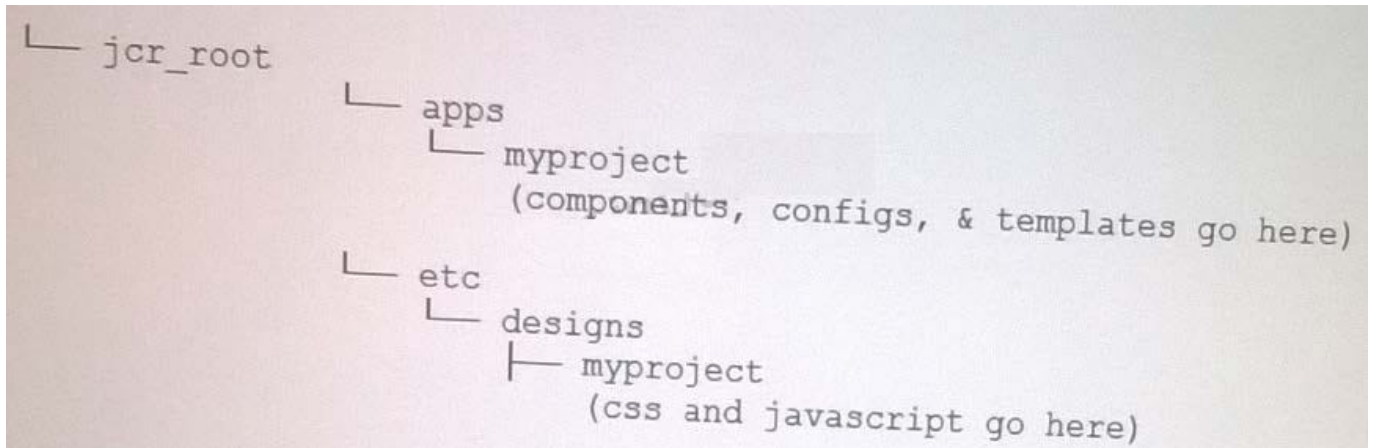 jcr_root
apps
myproject
(components, configs, & templates go here)
etc
designs
myproject
(css and javascript go here)